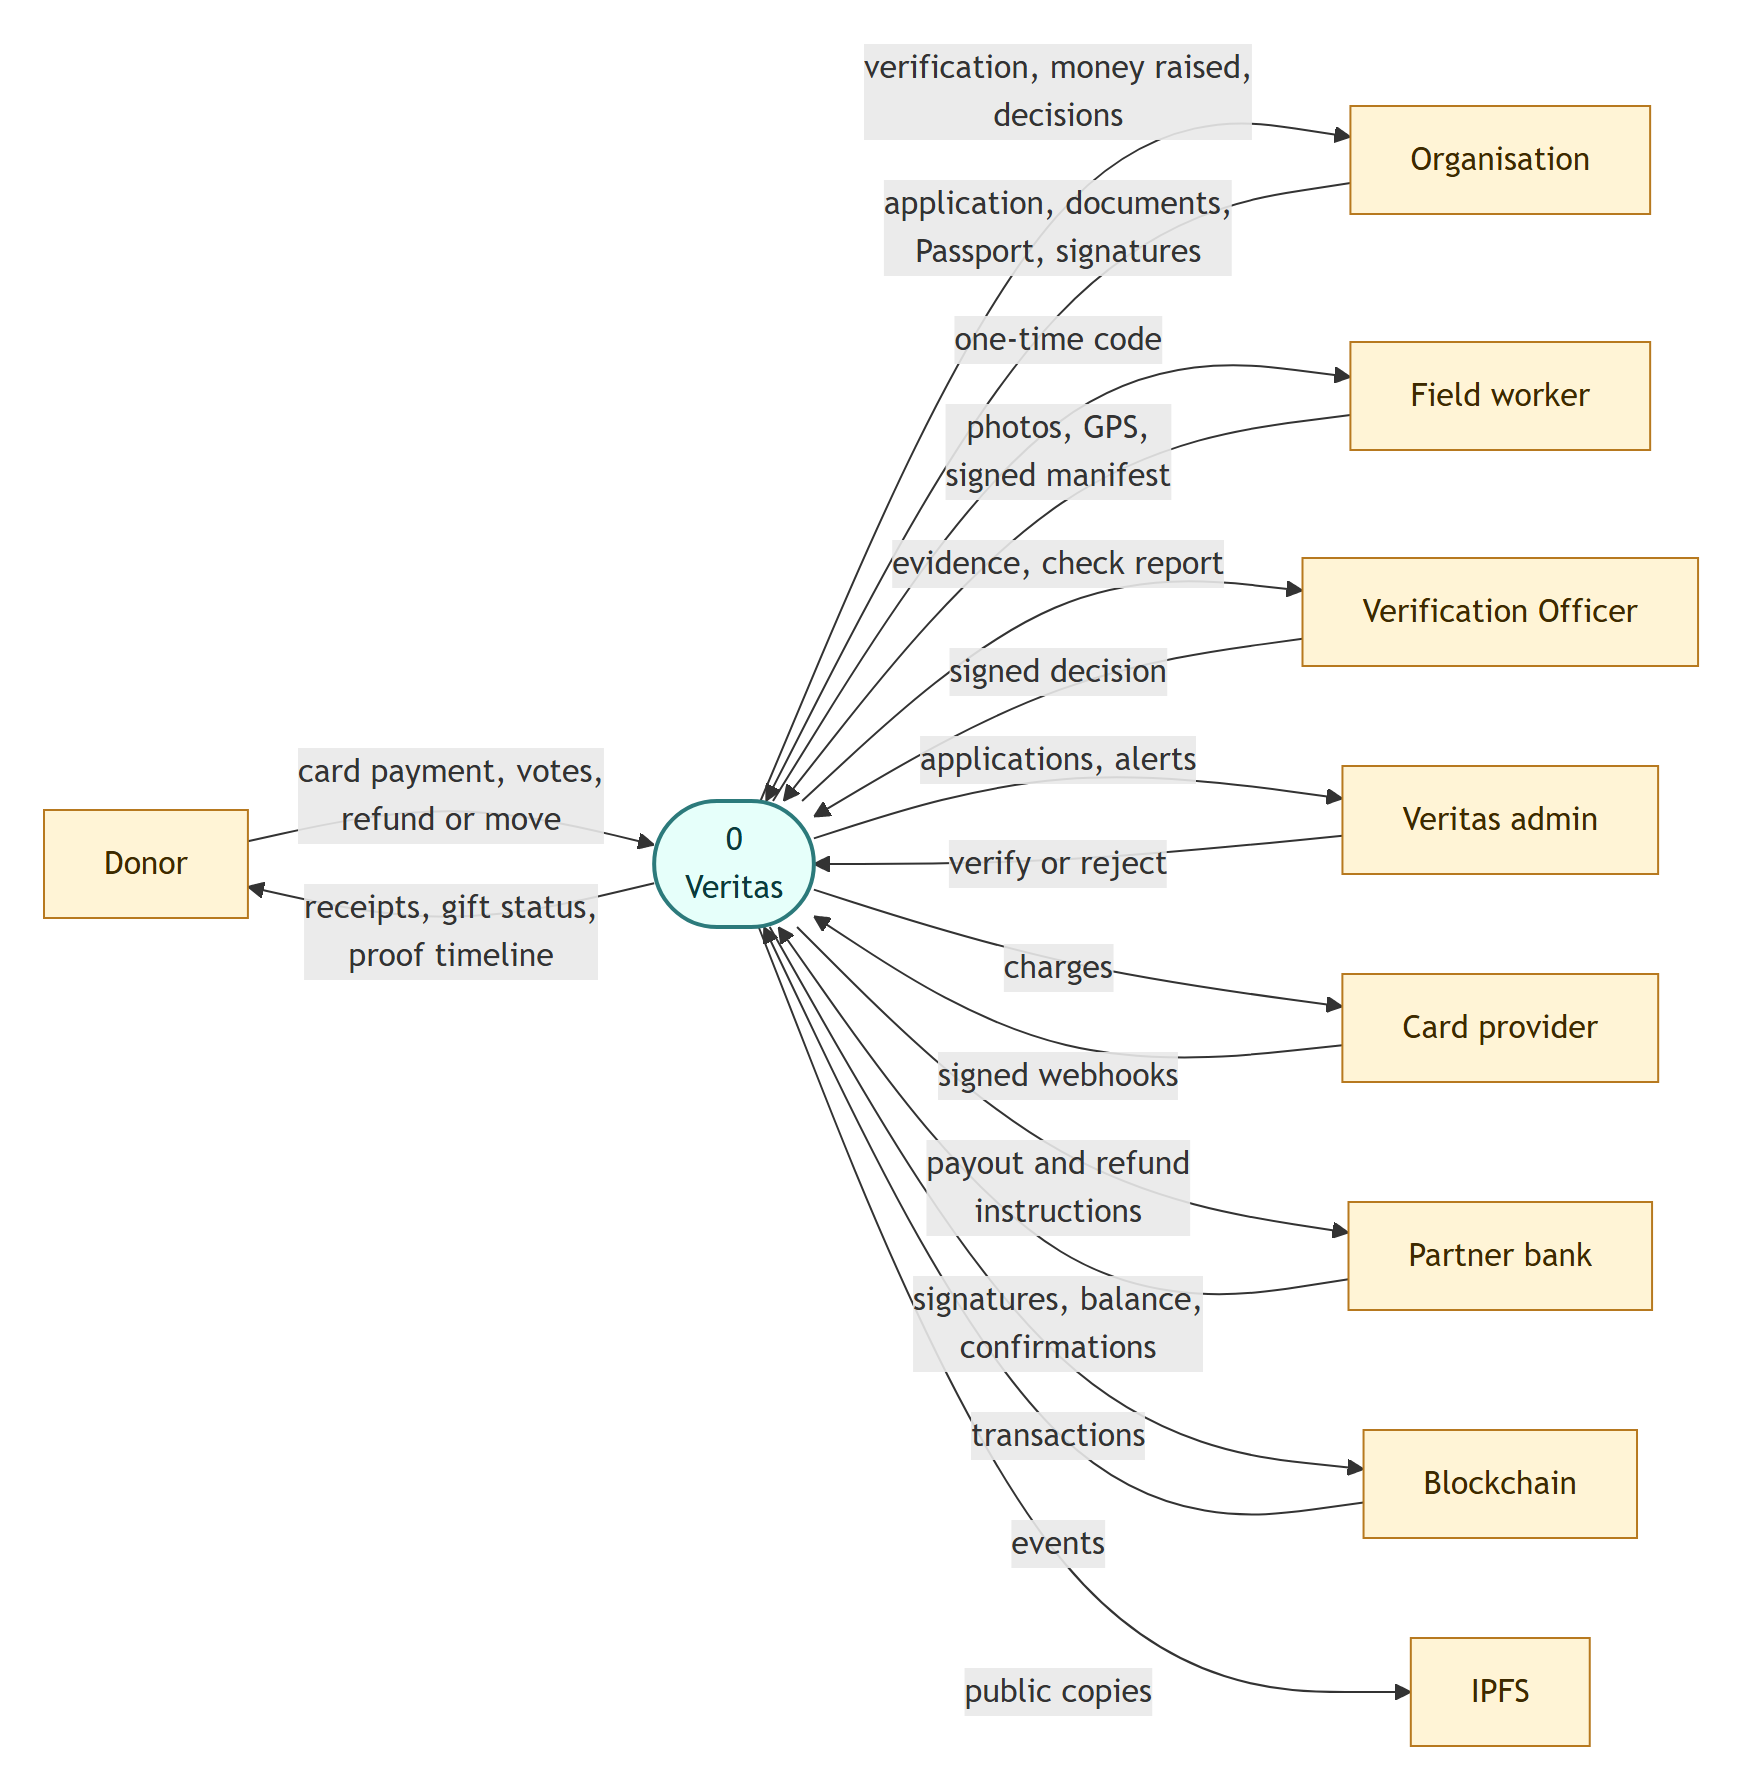 verification, money raised,
decisions
Organisation
application, documents,
Passport, signatures
one-time code
Field worker
photos, GPS,
signed manifest
evidence, check report
Verification Officer
signed decision
applications, alerts
Veritas admin
card payment, votes,
refund or move
0
Veritas
Donor
verify or reject
receipts, gift status,
proof timeline
charges
Card provider
signed webhooks
payout and refund
instructions
Partner bank
signatures, balance,
confirmations
transactions
Blockchain
events
public copies
IPFS